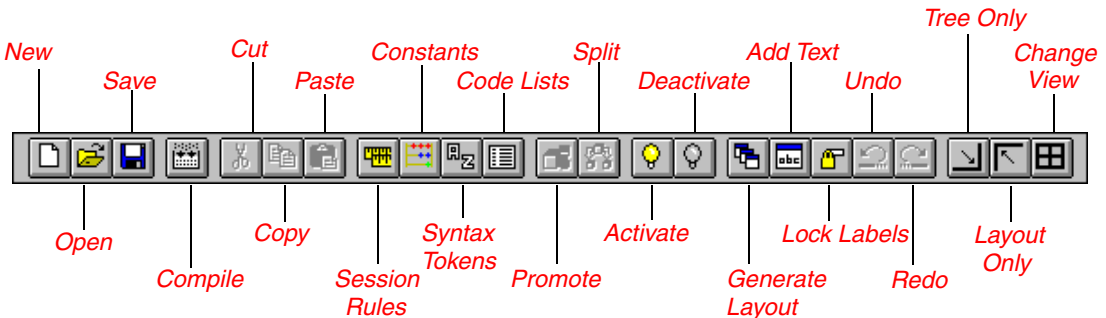 Tree Only
New
Cut
Constants
Split
Add Text
Change
View
Save
Paste
Code Lists
Deactivate
Undo
A
Z
abc
Open
Copy
Syntax
Tokens
Activate
Lock Labels
Layout
Only
Compile
Session
Rules
Promote
Generate
Layout
Redo